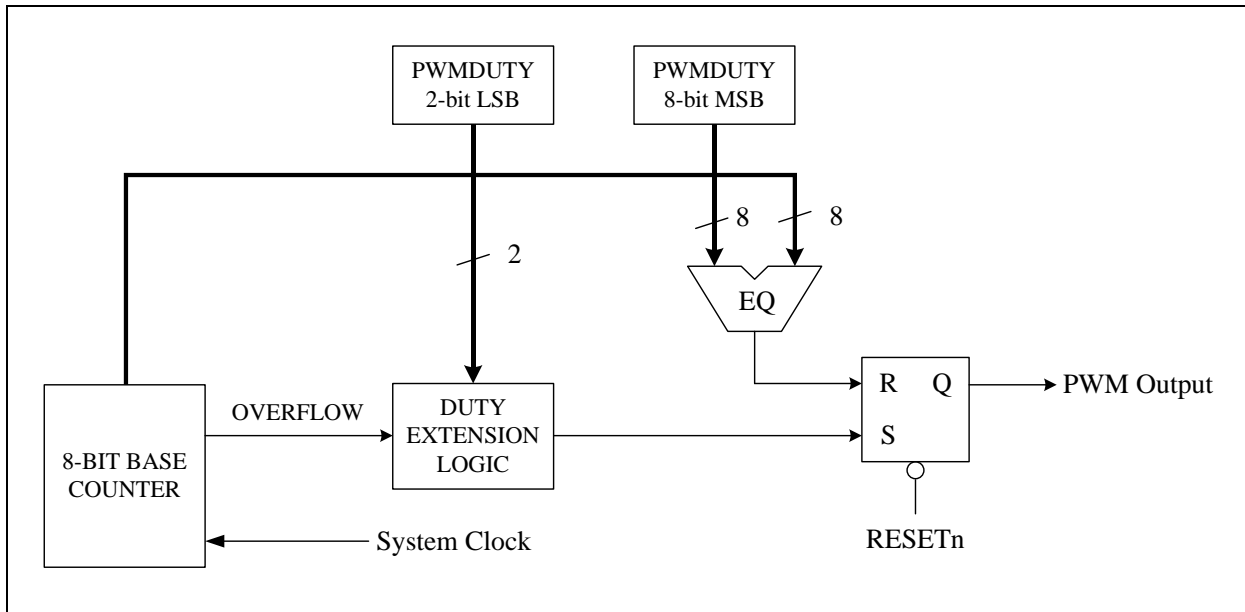 PWMDUTY
2-bit LSB
PWMDUTY
8-bit MSB
8
8
2
EQ
8-BIT BASE
COUNTER
OVERFLOW
DUTY
EXTENSION
LOGIC
R
Q
S
PWM Output
System Clock
RESETn